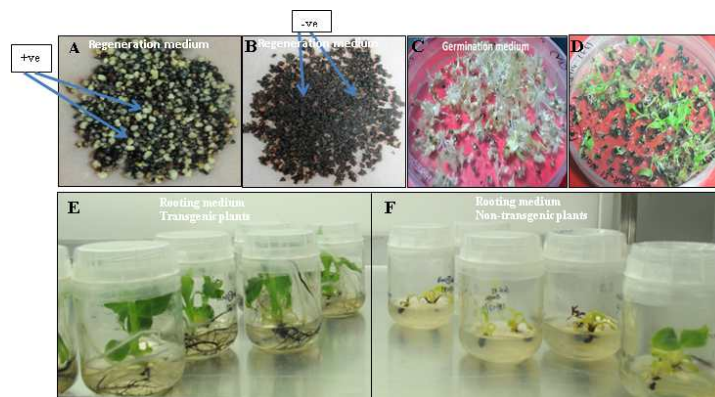 -ve
+ve
A
Regeneration medium
B
Regeneration medium
C
Germination medium
D
E
Rooting medium
Transgenic plants
F
Rooting medium
Non-transgenic plants